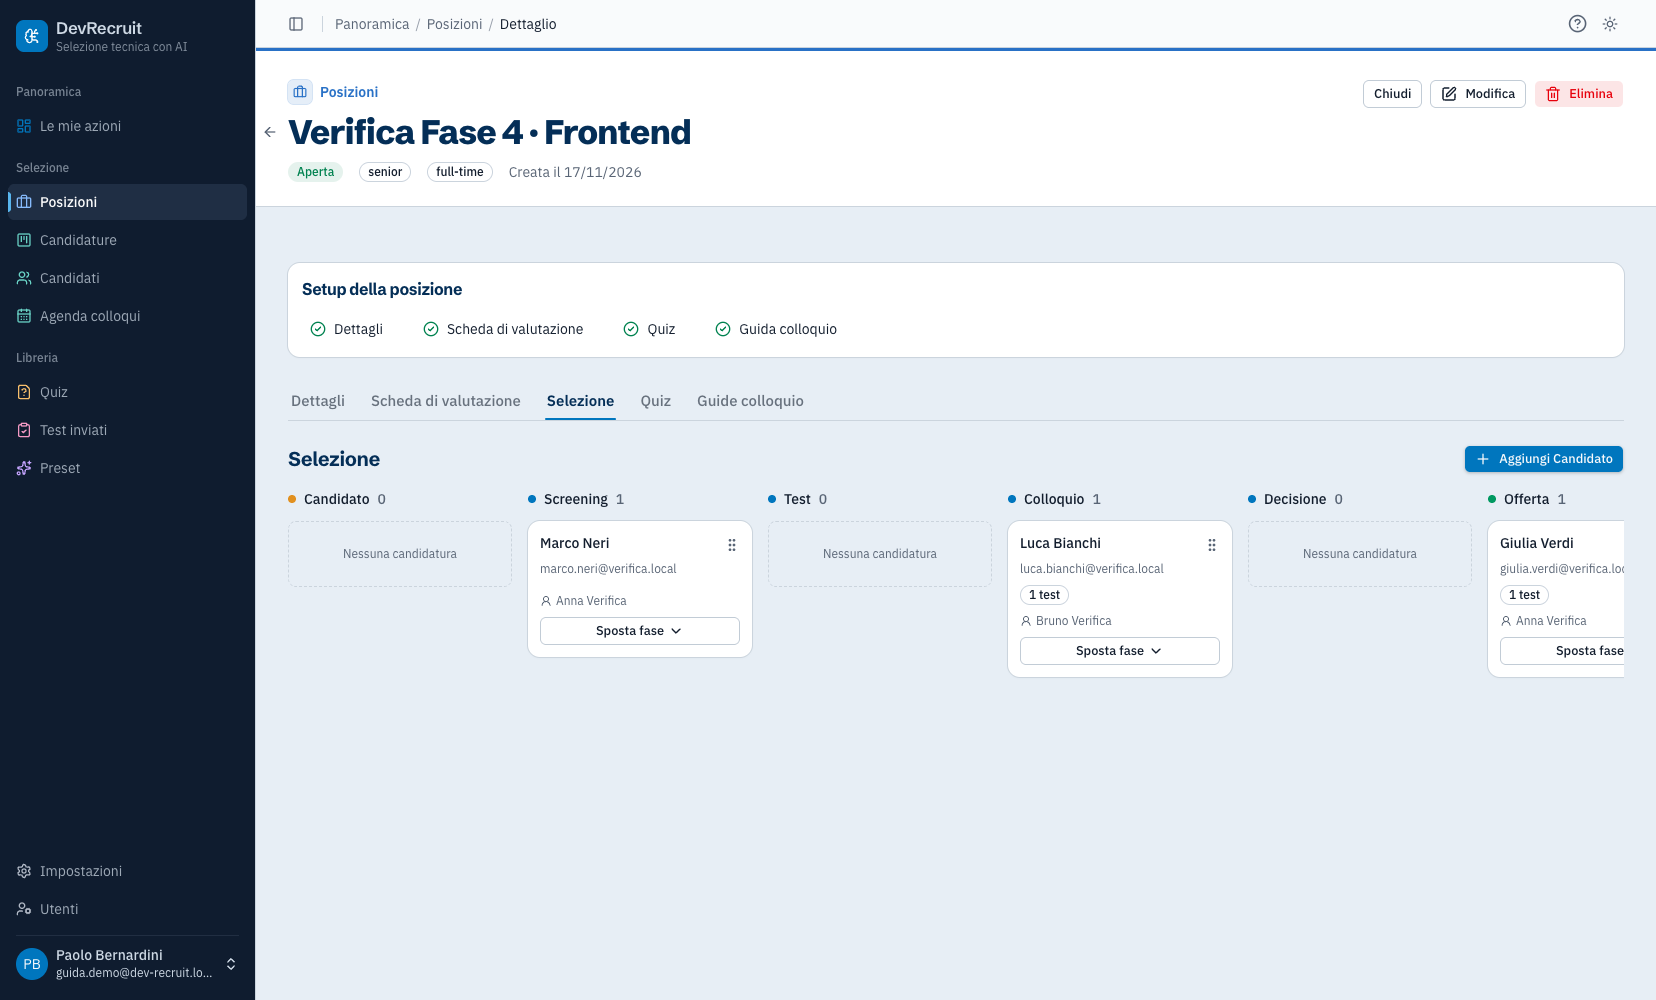 DevRecruit
Selezione tecnica con AI
Panoramica
Le mie azioni
Selezione
Posizioni
Candidature
Candidati
Agenda colloqui
Libreria
Quiz
Test inviati
Preset
Impostazioni
Utenti
PB
Paolo Bernardini
guida.demo@dev-recruit.lo...
Panoramica / Posizioni / Dettaglio
Posizioni
Chiudi
Modifica
Elimina
Verifica Fase 4 • Frontend
Aperta senior full-time Creata il 17/11/2026
Setup della posizione
Dettagli Scheda di valutazione Quiz Guida colloquio
Dettagli Scheda di valutazione Selezione Quiz Guide colloquio
Selezione
+ Aggiungi Candidato
Candidato 0
Nessuna candidatura
Screening 1
Marco Neri
marco.neri@verifica.local
Anna Verifica
Sposta fase
Test 0
Nessuna candidatura
Colloquio 1
Luca Bianchi
luca.bianchi@verifica.local
1 test
Bruno Verifica
Sposta fase
Decisione 0
Nessuna candidatura
Offerta 1
Giulia Verdi
giulia.verdi@verifica.loc
1 test
Anna Verifica
Sposta fase